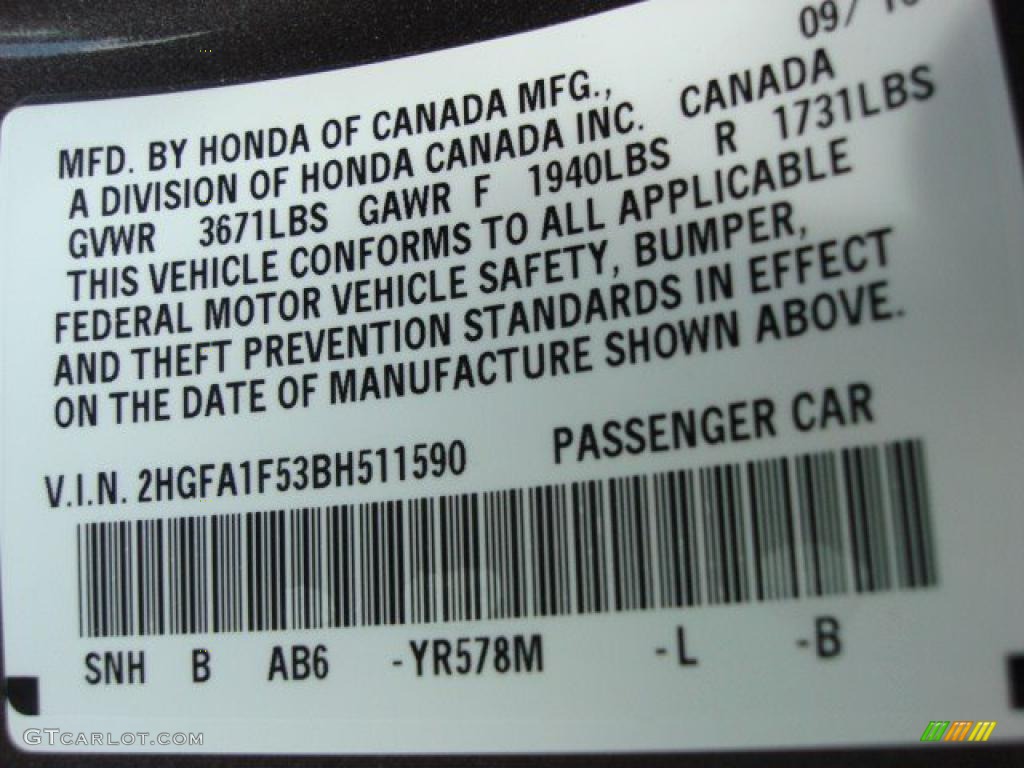 09/10
MFD. BY HONDA OF CANADA MFG.,
A DIVISION OF HONDA CANADA INC. CANADA
GVWR 3671LBS GAWR F 1940LBS R 1731LBS
THIS VEHICLE CONFORMS TO ALL APPLICABLE
FEDERAL MOTOR VEHICLE SAFETY, BUMPER,
AND THEFT PREVENTION STANDARDS IN EFFECT
ON THE DATE OF MANUFACTURE SHOWN ABOVE.
V.I.N. 2HGFA1F53BH511590 PASSENGER CAR
SNH B AB6 -YR578M -L -B
GTCARLOT.COM